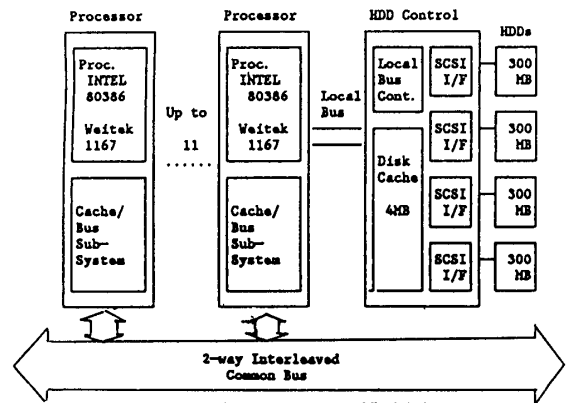 Processor
Processor
HDD Control
HDDs
Proc.
INTEL
80386
Weitek
1167
Up to
11
......
Proc.
INTEL
80386
Weitek
1167
Local
Bus
Local
Bus
Cont.
SCSI
I/F
300
MB
SCSI
I/F
300
MB
Disk
Cache
4MB
SCSI
I/F
300
MB
SCSI
I/F
300
MB
Cache/
Bus
Sub-
System
Cache/
Bus
Sub-
System
2-way Interleaved
Common Bus